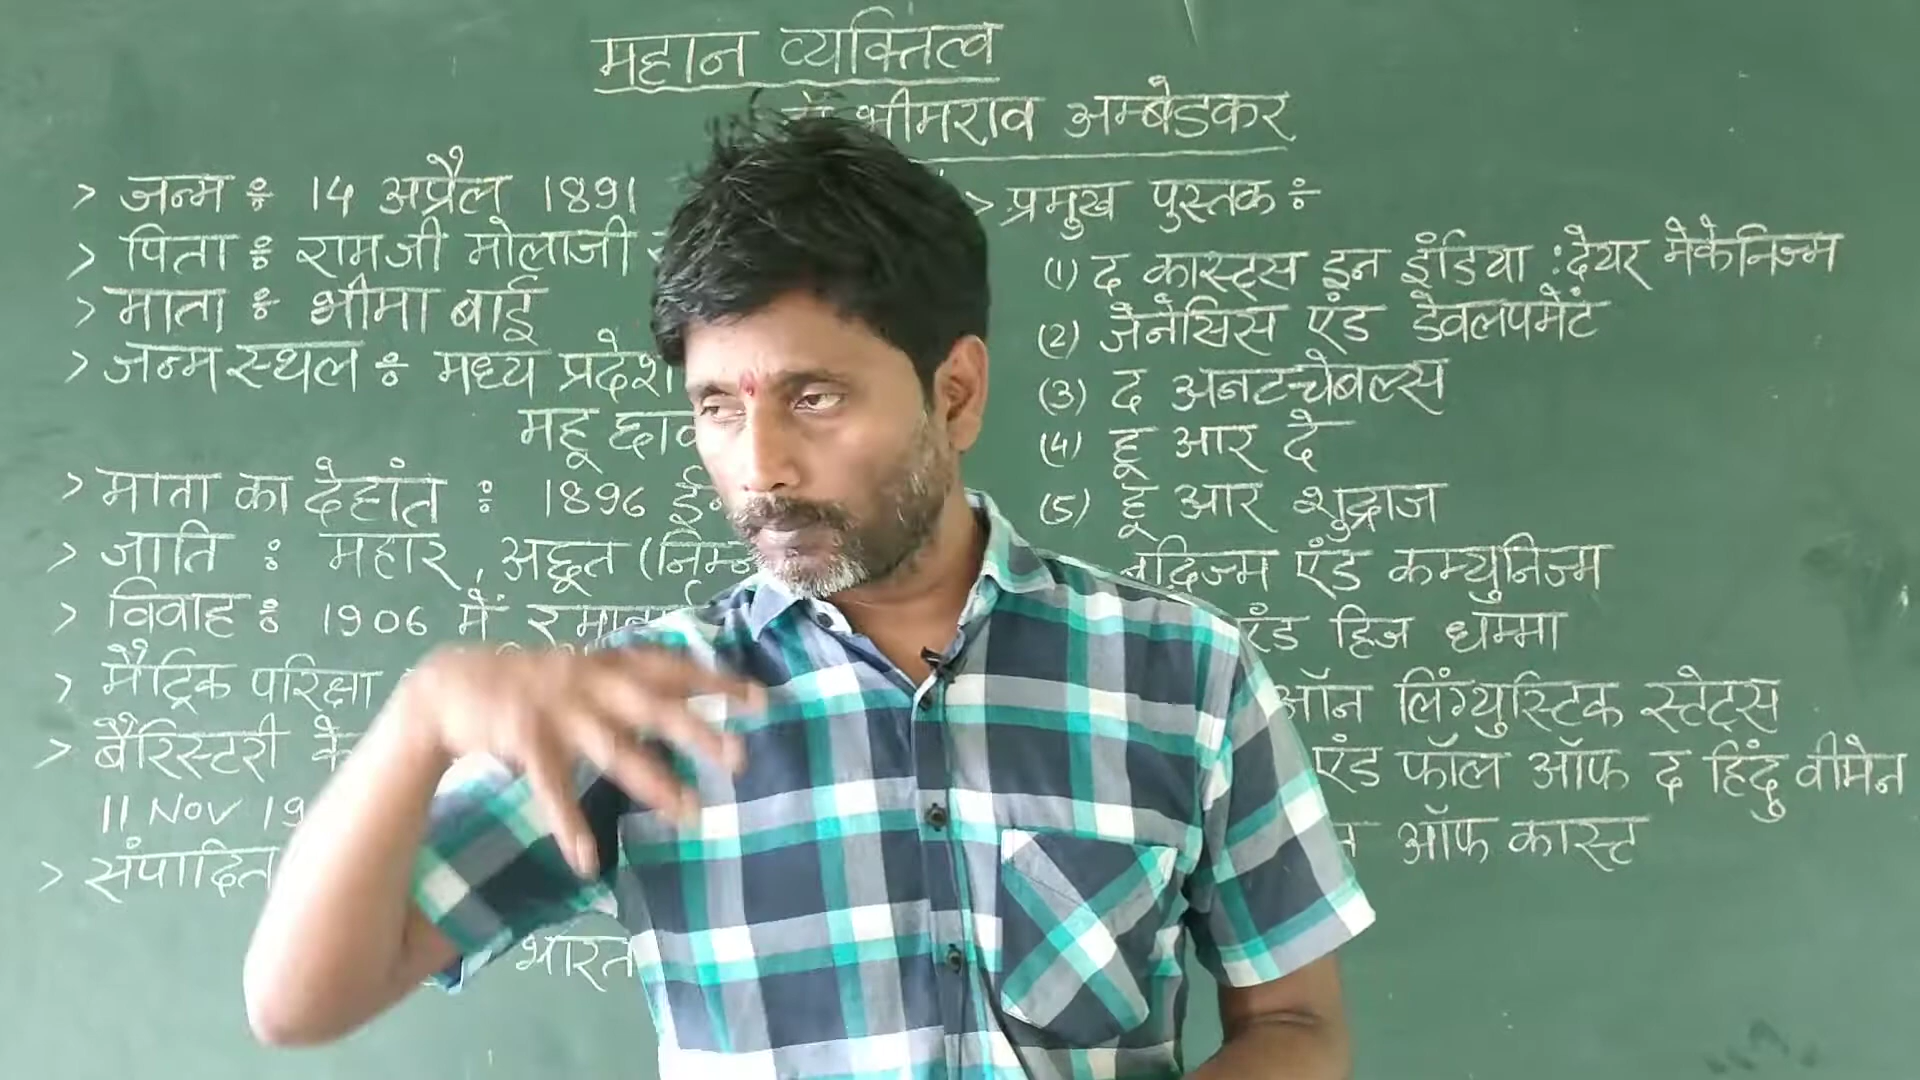 महान व्यक्तित्व
भीमराव अम्बेडकर
> जन्म : 14 अप्रैल 1891
> पिता : रामजी मोलाजी
> माता : भीमा बाई
> जन्म स्थल : मध्य प्रदेश
महू छाव
> माता का देहांत : 1896 ई
> जाति : महार, अछूत (निम्न
> विवाह : 1906 में रमाबाई
> मैट्रिक परिक्षा
> बैरिस्टरी के
11 Nov 19
> संपादित
भारत
> प्रमुख पुस्तक :
(1) द कास्ट्स इन इंडिया : देयर मेकेनिज्म
(2) जेनेसिस एंड डेवलपमेंट
(3) द अनटचेबल्स
(4) हू आर दे
(5) हू आर शुद्राज
द्धिज्म एंड कम्युनिज्म
एंड हिज धम्मा
ऑन लिंग्युस्टिक स्टेट्स
एंड फॉल ऑफ द हिंदु वीमेन
न ऑफ कास्ट